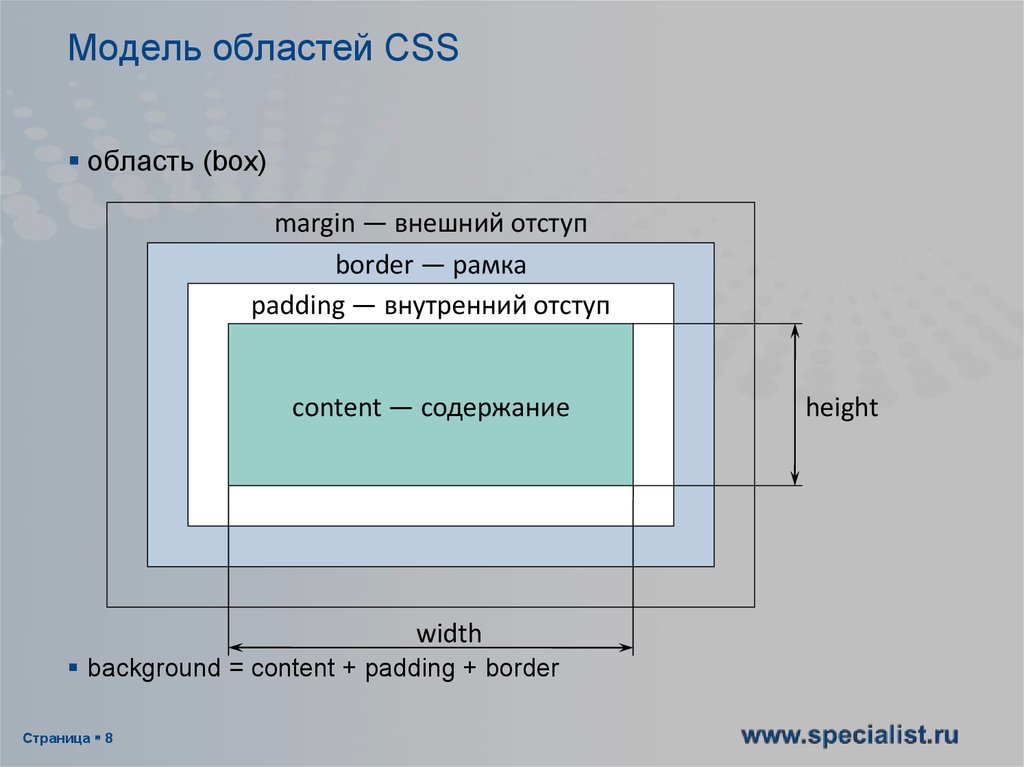 Модель областей CSS
▪ область (box)
margin — внешний отступ
border — рамка
padding — внутренний отступ
content — содержание
height
width
▪ background = content + padding + border
Страница ▪ 8
www.specialist.ru